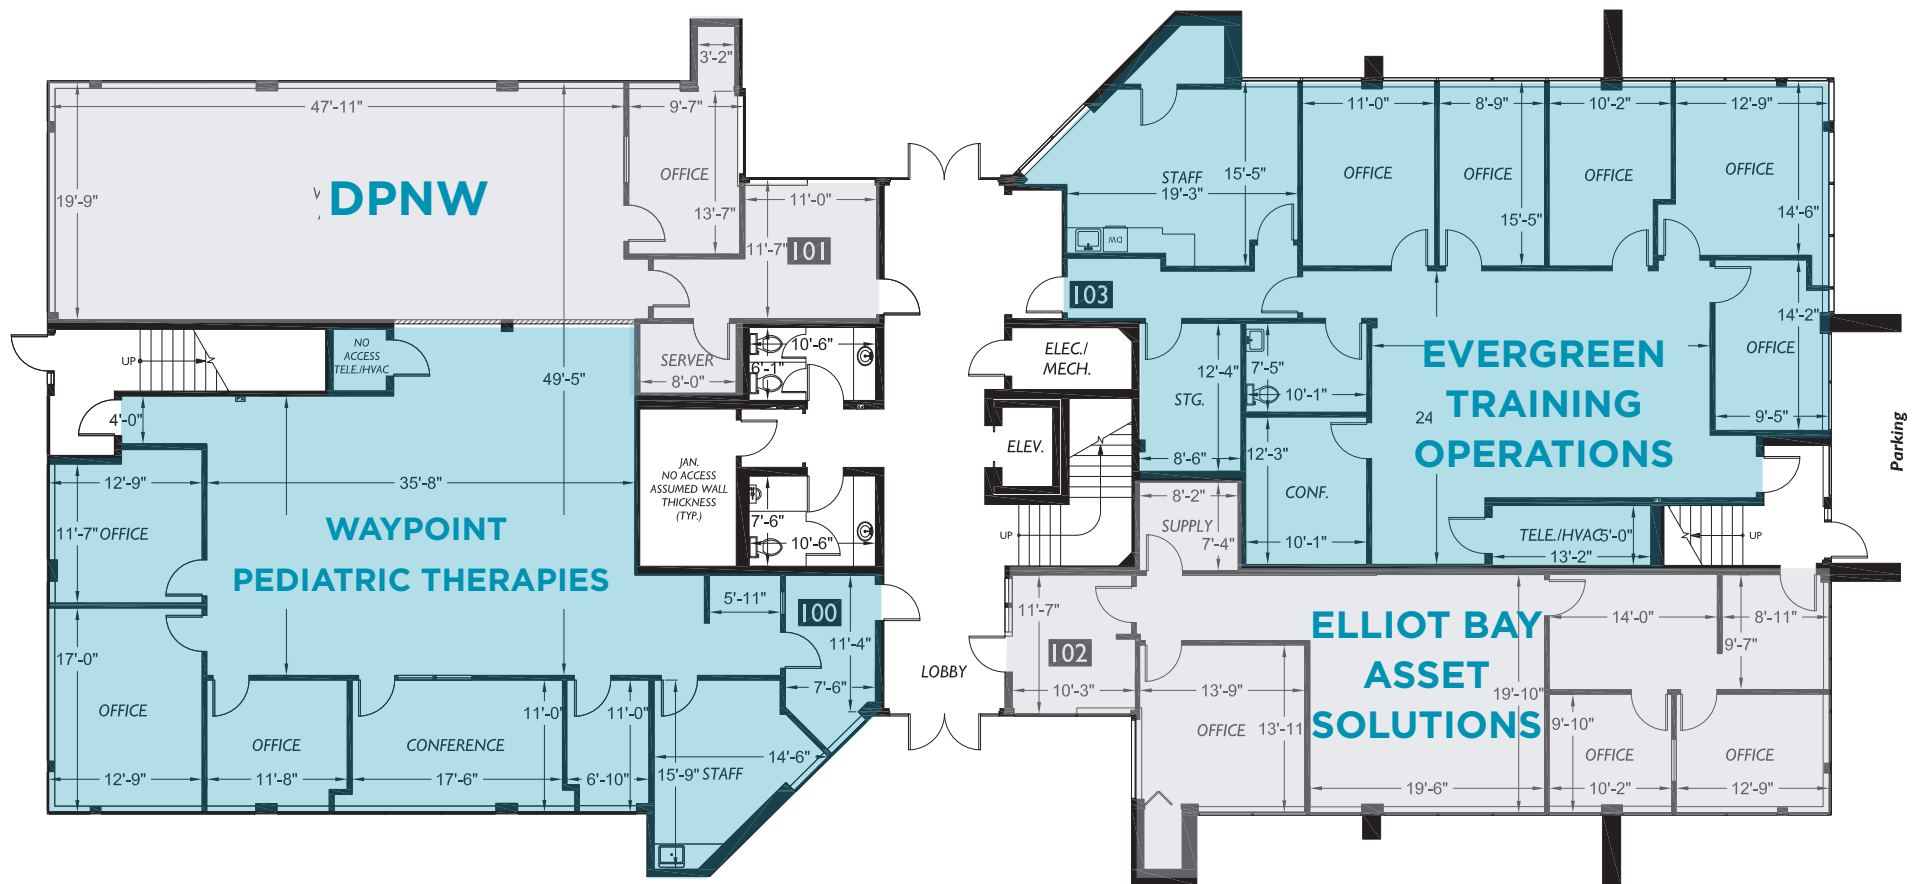 3'-2"
47'-11"
9'-7"
OFFICE
19'-9"
DPNW
13'-7"
11'-0"
11'-7"
101
SERVER
8'-0"
UP
NO
ACCESS
TELE./HVAC
49'-5"
10'-6"
6'-1"
4'-0"
12'-9"
35'-8"
11'-7"
OFFICE
WAYPOINT
PEDIATRIC THERAPIES
JAN.
NO ACCESS
ASSUMED WALL
THICKNESS
(TYP.)
7'-6"
10'-6"
5'-11"
100
11'-4"
7'-6"
17'-0"
OFFICE
12'-9"
OFFICE
11'-8"
CONFERENCE
17'-6"
11'-0"
11'-0"
6'-10"
15'-9"
STAFF
14'-6"
LOBBY
STAFF
19'-3"
15'-5"
DW
11'-0"
OFFICE
8'-9"
OFFICE
15'-5"
10'-2"
OFFICE
12'-9"
OFFICE
14'-6"
103
ELEC./
MECH.
ELEV.
UP
12'-4"
STG.
8'-6"
7'-5"
10'-1"
12'-3"
CONF.
10'-1"
24
EVERGREEN
TRAINING
OPERATIONS
14'-2"
OFFICE
9'-5"
TELE./HVAC
5'-0"
13'-2"
UP
Parking
8'-2"
SUPPLY
7'-4"
11'-7"
102
10'-3"
13'-9"
OFFICE
13'-11
ELLIOT BAY
ASSET
SOLUTIONS
19'-10"
19'-6"
14'-0"
8'-11"
9'-7"
9'-10"
OFFICE
10'-2"
OFFICE
12'-9"